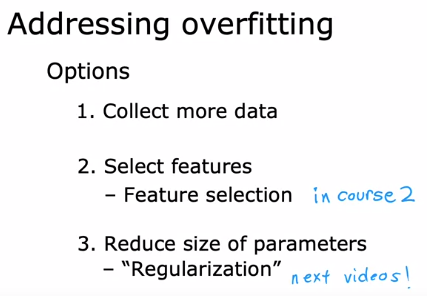 Addressing overfitting
Options
1. Collect more data
2. Select features
– Feature selection in course 2
3. Reduce size of parameters
– “Regularization” next videos!